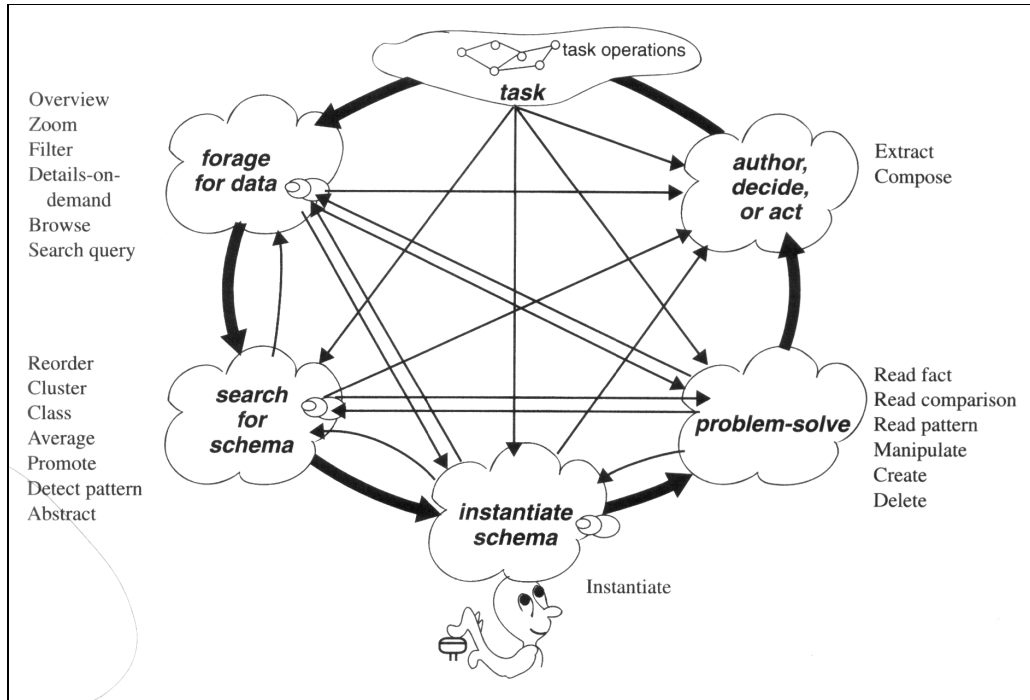 task operations
task
Overview
Zoom
Filter
Details-on-
demand
Browse
Search query
forage
for data
author,
decide,
or act
Extract
Compose
Reorder
Cluster
Class
Average
Promote
Detect pattern
Abstract
search
for
schema
problem-solve
Read fact
Read comparison
Read pattern
Manipulate
Create
Delete
instantiate
schema
Instantiate